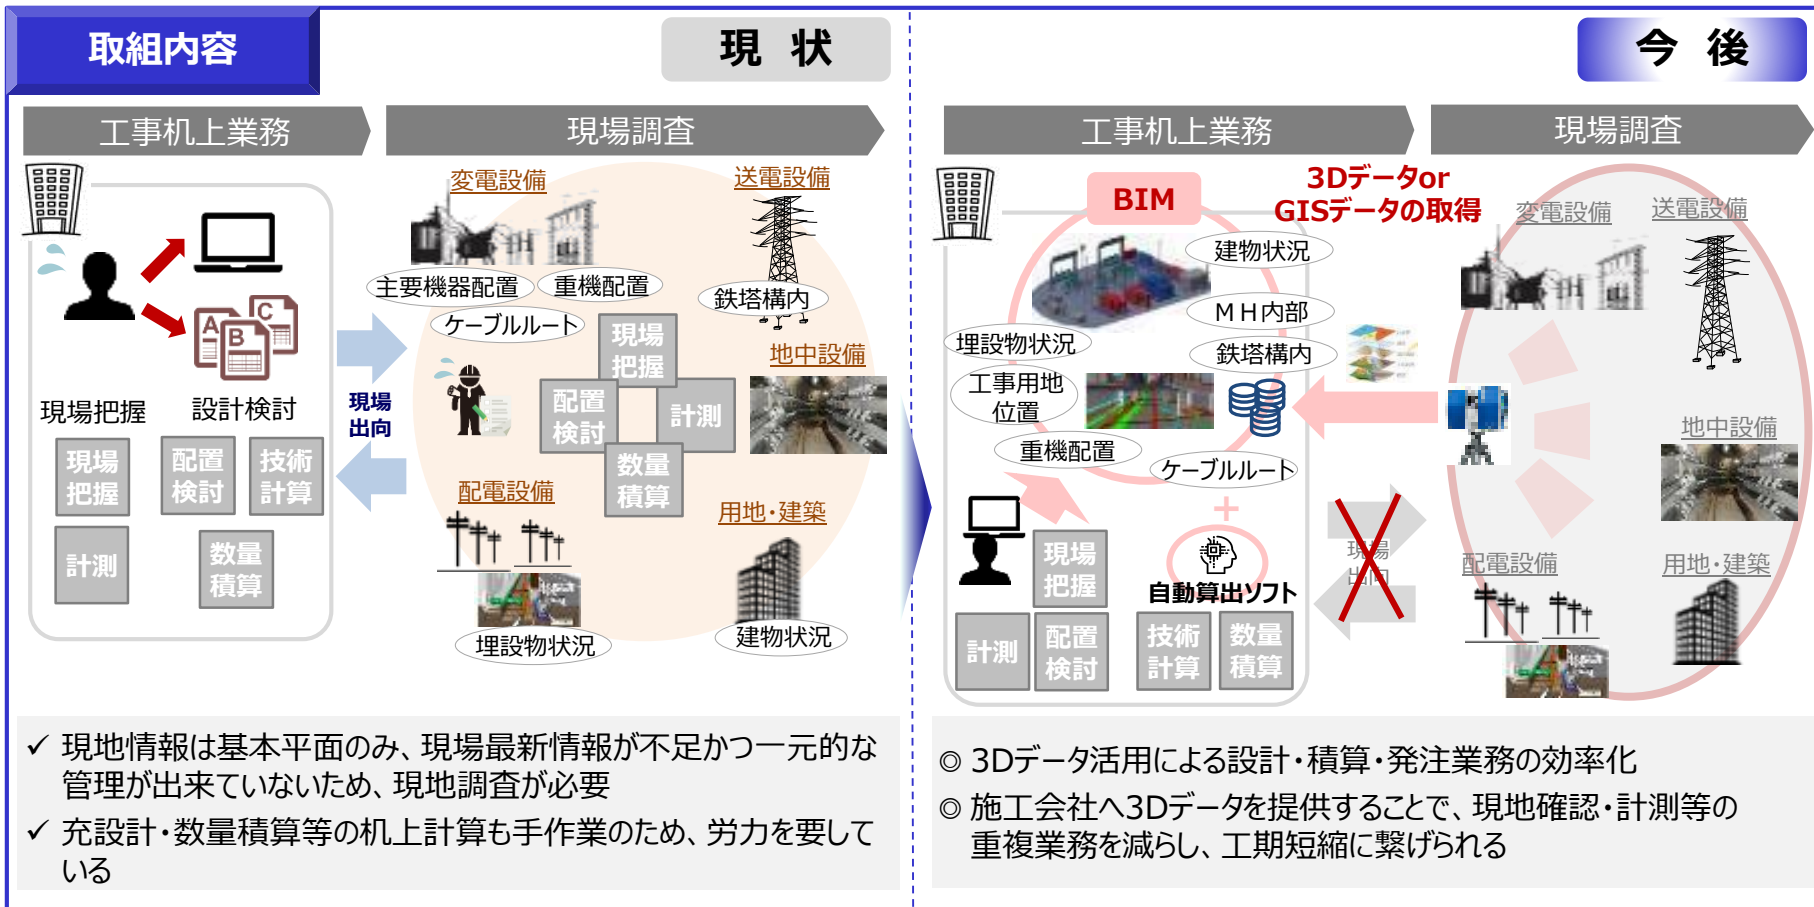 取組内容
現 状
工事机上業務
現場調査
変電設備
送電設備
主要機器配置
重機配置
鉄塔構内
ケーブルルート
現場
把握
地中設備
配置
検討
計測
数量
積算
A
B
C
現場把握
設計検討
現場
出向
現場
把握
配置
検討
技術
計算
計測
数量
積算
配電設備
用地・建築
埋設物状況
建物状況
✓ 現地情報は基本平面のみ、現場最新情報が不足かつ一元的な
管理が出来ていないため、現地調査が必要
✓ 充設計・数量積算等の机上計算も手作業のため、労力を要して
いる
今 後
工事机上業務
現場調査
BIM
3Dデータor
GISデータの取得
変電設備
送電設備
建物状況
MH内部
埋設物状況
鉄塔構内
工事用地
位置
重機配置
ケーブルルート
地中設備
+
現場
把握
自動算出ソフト
現場
出向
配電設備
用地・建築
計測
配置
検討
技術
計算
数量
積算
◎ 3Dデータ活用による設計・積算・発注業務の効率化
◎ 施工会社へ3Dデータを提供することで、現地確認・計測等の
重複業務を減らし、工期短縮に繋げられる